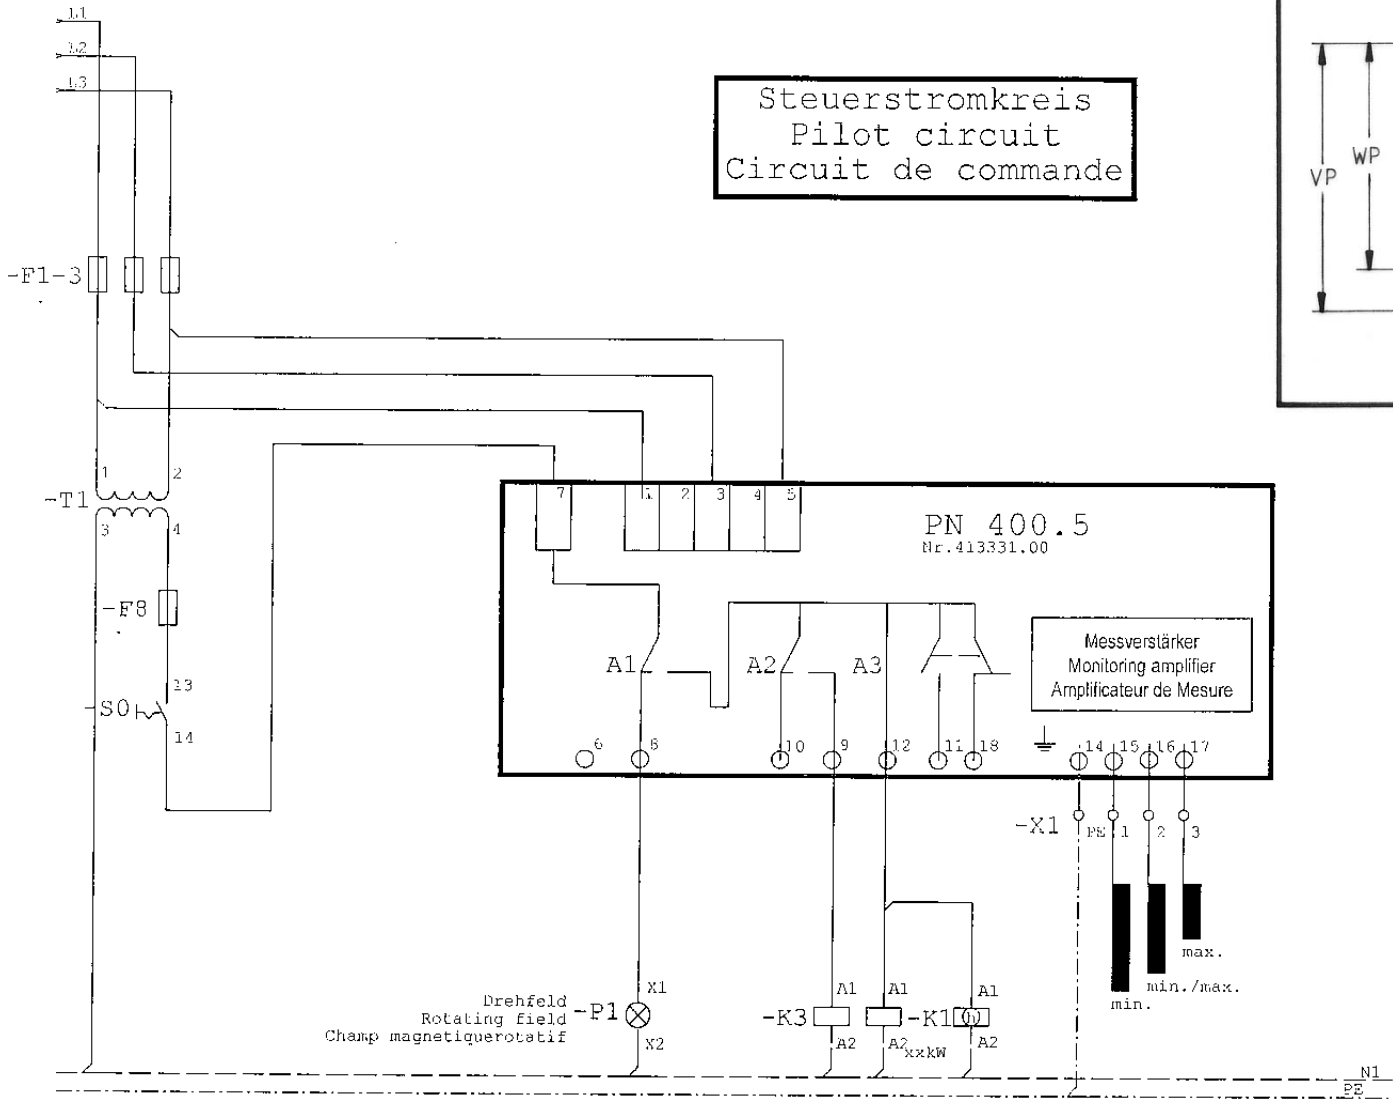 L1
L2
L3
Steuerstromkreis
Pilot circuit
Circuit de commande
VP
WP
-F1-3
1
2
-T1
3
4
-F8
13
-S0
14
7
1
2
3
4
5
PN 400.5
Nr.413331.00
A1
A2
A3
Messverstärker
Monitoring amplifier
Amplificateur de Mesure
6
8
10
9
12
11
18
14
15
16
17
-X1
PE
1
2
3
max.
min./max.
min.
Drehfeld
Rotating field
Champ magnetiquerotatif
-P1
X1
X2
-K3
A1
A2
A1
A2
xxkW
-K1
h
A1
A2
N1
PE